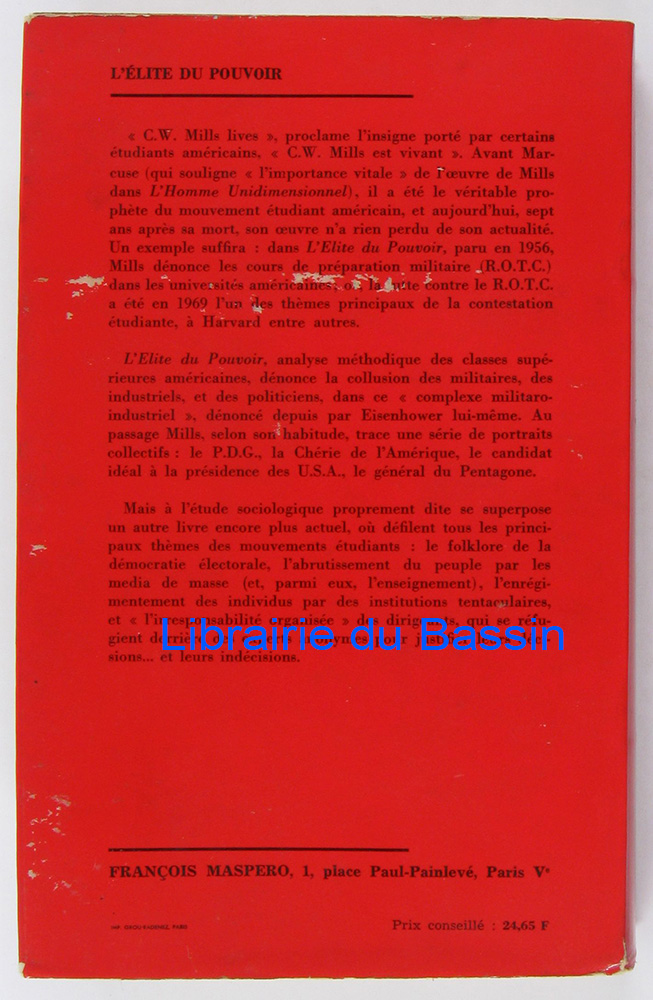 L'ÉLITE DU POUVOIR
« C.W. Mills lives », proclame l'insigne porté par certains
étudiants américains, « C.W. Mills est vivant ». Avant Mar-
cuse (qui souligne « l'importance vitale » de l'œuvre de Mills
dans L'Homme Unidimensionnel), il a été le véritable pro-
phète du mouvement étudiant américain, et aujourd'hui, sept
ans après sa mort, son œuvre n'a rien perdu de son actualité.
Un exemple suffira : dans L'Elite du Pouvoir, paru en 1956,
Mills dénonce les cours de préparation militaire (R.O.T.C.)
dans les universités américaines, or la lutte contre le R.O.T.C.
a été en 1969 l'un des thèmes principaux de la contestation
étudiante, à Harvard entre autres.
L'Elite du Pouvoir, analyse méthodique des classes supé-
rieures américaines, dénonce la collusion des militaires, des
industriels, et des politiciens, dans ce « complexe militaro-
industriel », dénoncé depuis par Eisenhower lui-même. Au
passage Mills, selon son habitude, trace une série de portraits
collectifs : le P.D.G., la Chérie de l'Amérique, le candidat
idéal à la présidence des U.S.A., le général du Pentagone.
Mais à l'étude sociologique proprement dite se superpose
un autre livre encore plus actuel, où défilent tous les princi-
paux thèmes des mouvements étudiants : le folklore de la
démocratie électorale, l'abrutissement du peuple par les
media de masse (et, parmi eux, l'enseignement), l'enrégi-
mentement des individus par des institutions tentaculaires,
et « l'irresponsabilité organisée » des dirigeants, qui se réfu-
gient derrière anonymes pour
sions... et leurs indécisions.
Librairie du Bassin
FRANÇOIS MASPERO, 1, place Paul-Painlevé, Paris Vᵉ
Prix conseillé : 24,65 F